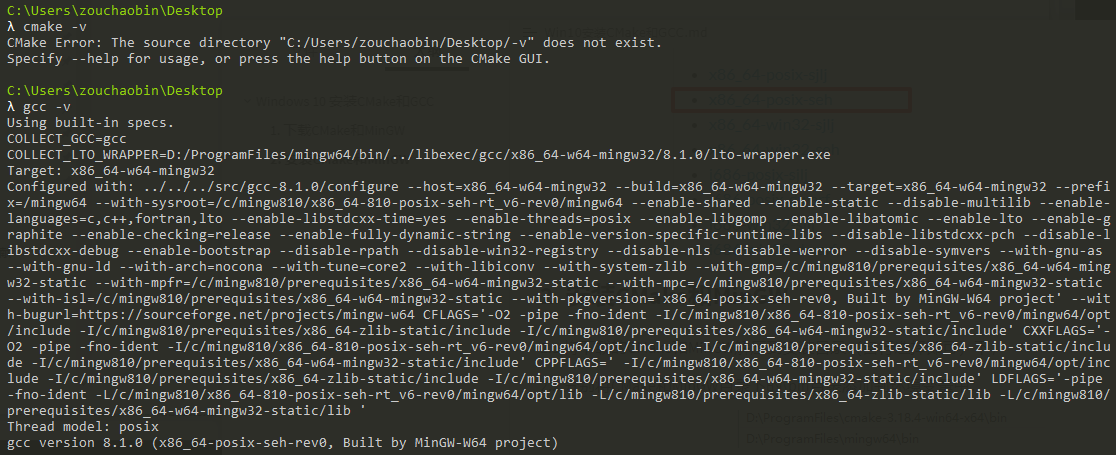 C:\Users\zouchaobin\Desktop
λ cmake -v
CMake Error: The source directory "C:/Users/zouchaobin/Desktop/-v" does not exist.
Specify --help for usage, or press the help button on the CMake GUI.
C:\Users\zouchaobin\Desktop
λ gcc -v
Using built-in specs.
COLLECT_GCC=gcc
COLLECT_LTO_WRAPPER=D:/ProgramFiles/mingw64/bin/../libexec/gcc/x86_64-w64-mingw32/8.1.0/lto-wrapper.exe
Target: x86_64-w64-mingw32
Configured with: ../../../src/gcc-8.1.0/configure --host=x86_64-w64-mingw32 --build=x86_64-w64-mingw32 --target=x86_64-w64-mingw32 --prefi
x=/mingw64 --with-sysroot=/c/mingw810/x86_64-810-posix-seh-rt_v6-rev0/mingw64 --enable-shared --enable-static --disable-multilib --enable-
languages=c,c++,fortran,lto --enable-libstdcxx-time=yes --enable-threads=posix --enable-libgomp --enable-libatomic --enable-lto --enable-g
raphite --enable-checking=release --enable-fully-dynamic-string --enable-version-specific-runtime-libs --disable-libstdcxx-pch --disable-l
ibstdcxx-debug --enable-bootstrap --disable-rpath --disable-win32-registry --disable-nls --disable-werror --disable-symvers --with-gnu-as
--with-gnu-ld --with-arch=nocona --with-tune=core2 --with-libiconv --with-system-zlib --with-gmp=/c/mingw810/prerequisites/x86_64-w64-ming
w32-static --with-mpfr=/c/mingw810/prerequisites/x86_64-w64-mingw32-static --with-mpc=/c/mingw810/prerequisites/x86_64-w64-mingw32-static
--with-isl=/c/mingw810/prerequisites/x86_64-w64-mingw32-static --with-pkgversion='x86_64-posix-seh-rev0, Built by MinGW-W64 project' --wit
h-bugurl=https://sourceforge.net/projects/mingw-w64 CFLAGS='-O2 -pipe -fno-ident -I/c/mingw810/x86_64-810-posix-seh-rt_v6-rev0/mingw64/opt
/include -I/c/mingw810/prerequisites/x86_64-zlib-static/include -I/c/mingw810/prerequisites/x86_64-w64-mingw32-static/include' CXXFLAGS='-
O2 -pipe -fno-ident -I/c/mingw810/x86_64-810-posix-seh-rt_v6-rev0/mingw64/opt/include -I/c/mingw810/prerequisites/x86_64-zlib-static/inclu
de -I/c/mingw810/prerequisites/x86_64-w64-mingw32-static/include' CPPFLAGS=' -I/c/mingw810/x86_64-810-posix-seh-rt_v6-rev0/mingw64/opt/inc
lude -I/c/mingw810/prerequisites/x86_64-zlib-static/include -I/c/mingw810/prerequisites/x86_64-w64-mingw32-static/include' LDFLAGS='-pipe
-fno-ident -L/c/mingw810/x86_64-810-posix-seh-rt_v6-rev0/mingw64/opt/lib -L/c/mingw810/prerequisites/x86_64-zlib-static/lib -L/c/mingw810/
prerequisites/x86_64-w64-mingw32-static/lib '
Thread model: posix
gcc version 8.1.0 (x86_64-posix-seh-rev0, Built by MinGW-W64 project)